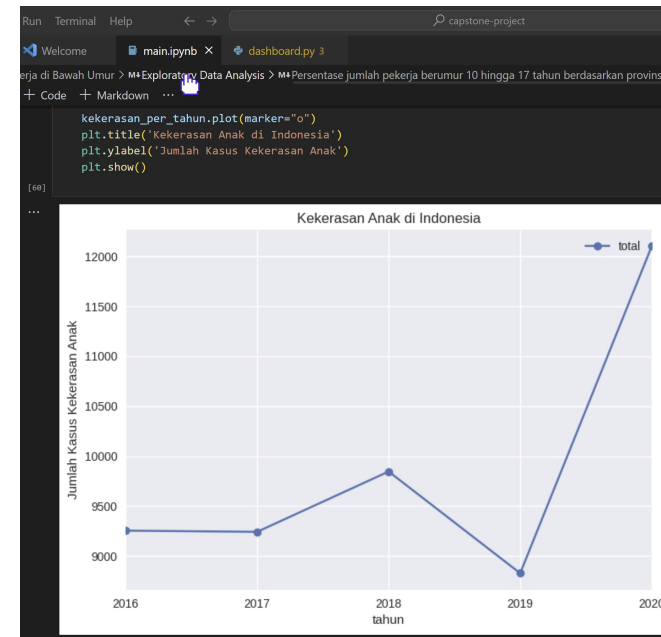 Run Terminal Help ← → capstone-project
Welcome main.ipynb × dashboard.py 3
erja di Bawah Umur > M↓Exploratory Data Analysis > M↓Persentase jumlah pekerja berumur 10 hingga 17 tahun berdasarkan provins
+ Code + Markdown ...
kekerasan_per_tahun.plot(marker="o")
plt.title('Kekerasan Anak di Indonesia')
plt.ylabel('Jumlah Kasus Kekerasan Anak')
plt.show()
[60]
...
Kekerasan Anak di Indonesia
total
12000
11500
11000
10500
10000
9500
9000
Jumlah Kasus Kekerasan Anak
2016 2017 2018 2019 2020
tahun